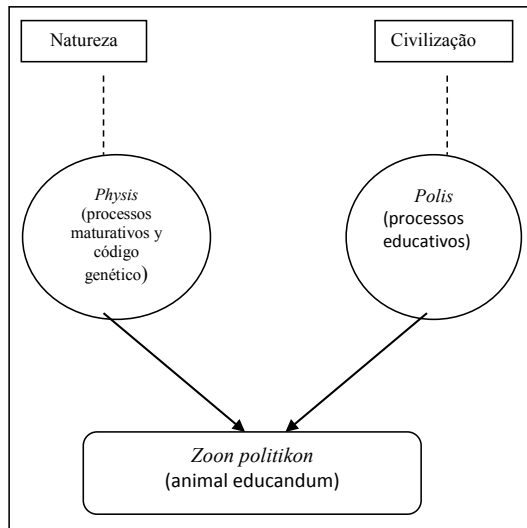 Natureza
Civilização
Physis
(processos
maturativos y
código
genético)
Polis
(processos
educativos)
Zoon politikon
(animal educandum)